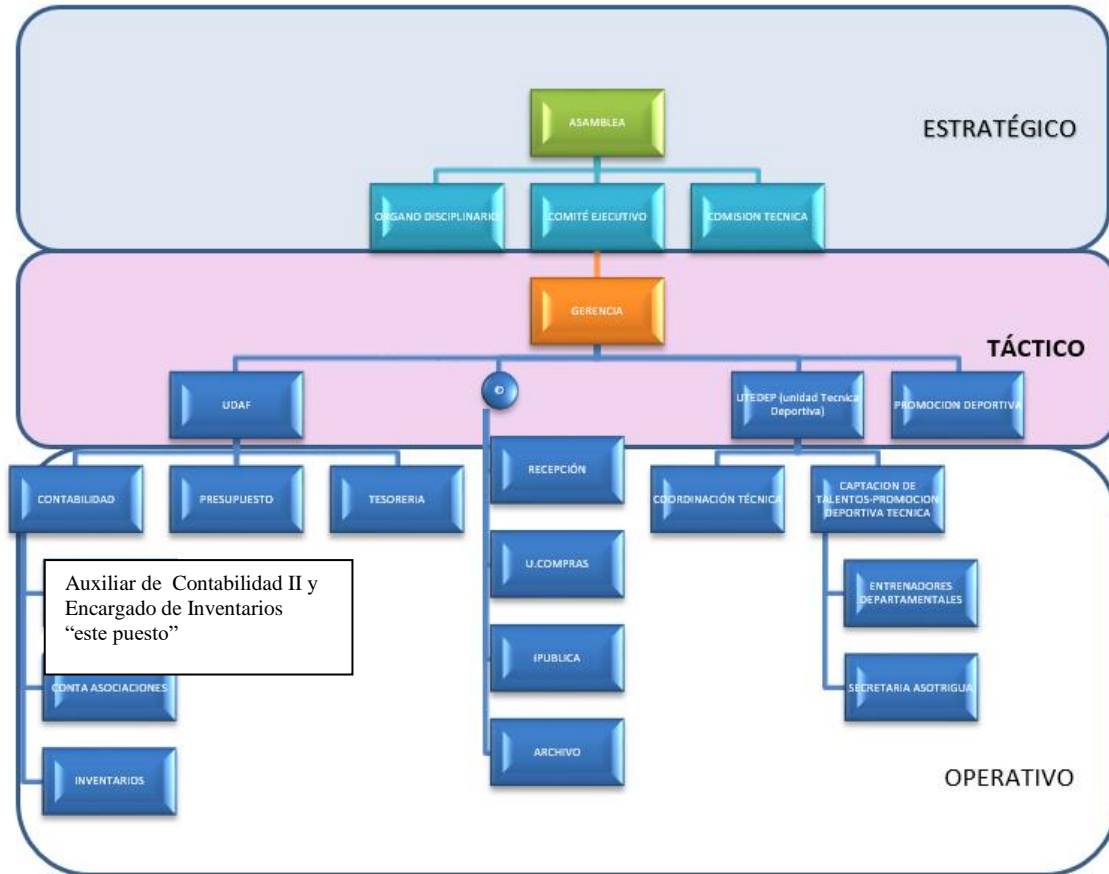 ASAMBLEA
ESTRATÉGICO
ORGANO DISCIPLINARIO
COMITÉ EJECUTIVO
COMISION TECNICA
GERENCIA
TÁCTICO
UDAF
UTEDEP (unidad Tecnica
Deportiva)
PROMOCION DEPORTIVA
CONTABILIDAD
PRESUPUESTO
TESORERIA
RECEPCIÓN
COORDINACIÓN TÉCNICA
CAPTACION DE
TALENTOS-PROMOCION
DEPORTIVA TECNICA
Auxiliar de Contabilidad II y
Encargado de Inventarios
“este puesto”
U.COMPRAS
ENTRENADORES
DEPARTAMENTALES
CONTA ASOCIACIONES
IPUBLICA
SECRETARIA ASOTRIGUA
INVENTARIOS
ARCHIVO
OPERATIVO